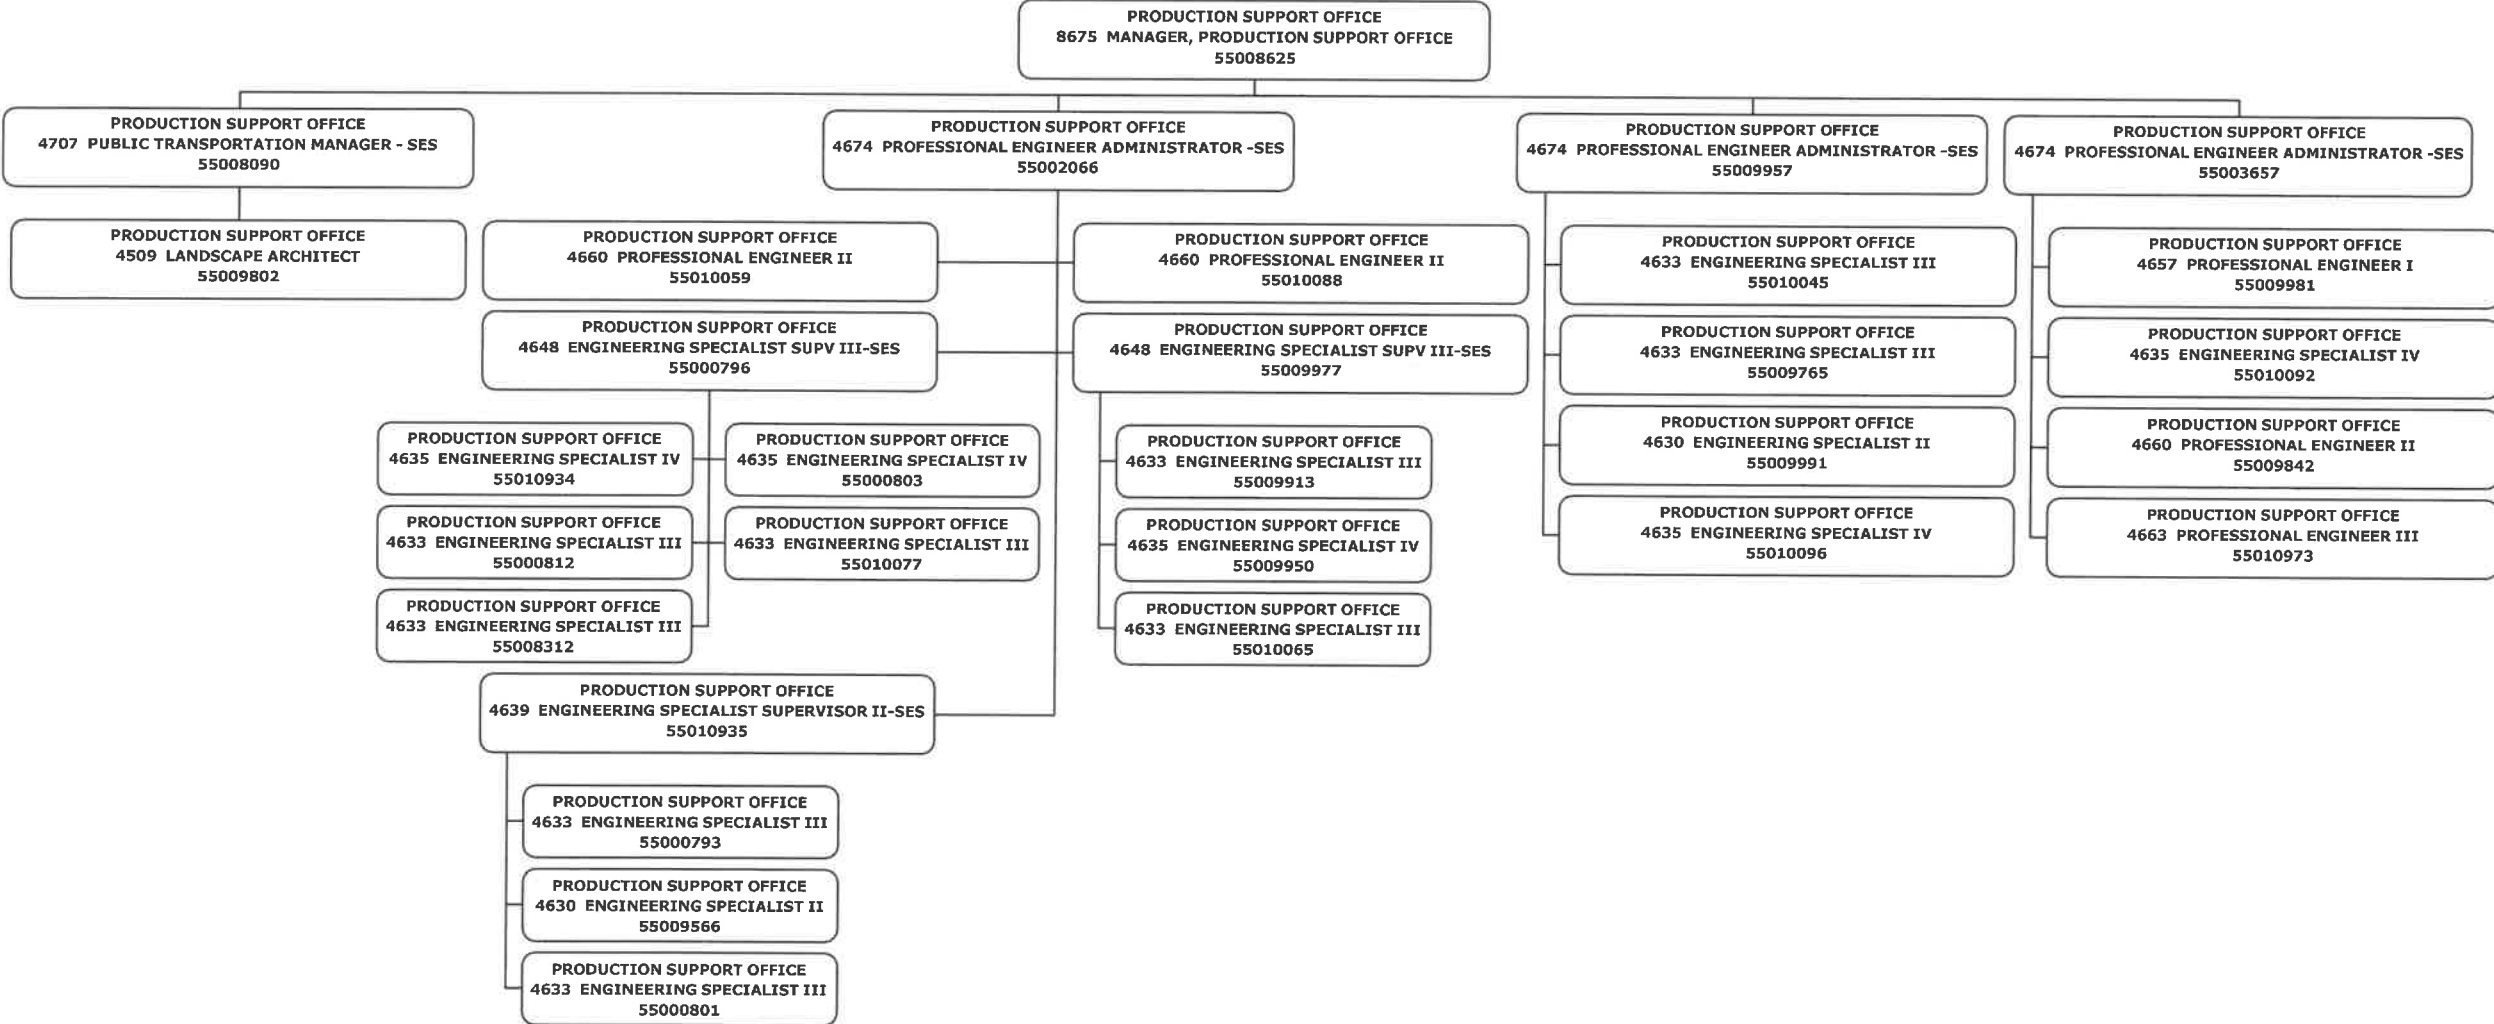 PRODUCTION SUPPORT OFFICE
8675 MANAGER, PRODUCTION SUPPORT OFFICE
55008625
PRODUCTION SUPPORT OFFICE
4707 PUBLIC TRANSPORTATION MANAGER - SES
55008090
PRODUCTION SUPPORT OFFICE
4674 PROFESSIONAL ENGINEER ADMINISTRATOR -SES
55002066
PRODUCTION SUPPORT OFFICE
4674 PROFESSIONAL ENGINEER ADMINISTRATOR -SES
55009957
PRODUCTION SUPPORT OFFICE
4674 PROFESSIONAL ENGINEER ADMINISTRATOR -SES
55003657
PRODUCTION SUPPORT OFFICE
4509 LANDSCAPE ARCHITECT
55009802
PRODUCTION SUPPORT OFFICE
4660 PROFESSIONAL ENGINEER II
55010059
PRODUCTION SUPPORT OFFICE
4660 PROFESSIONAL ENGINEER II
55010088
PRODUCTION SUPPORT OFFICE
4633 ENGINEERING SPECIALIST III
55010045
PRODUCTION SUPPORT OFFICE
4657 PROFESSIONAL ENGINEER I
55009981
PRODUCTION SUPPORT OFFICE
4648 ENGINEERING SPECIALIST SUPV III-SES
55000796
PRODUCTION SUPPORT OFFICE
4648 ENGINEERING SPECIALIST SUPV III-SES
55009977
PRODUCTION SUPPORT OFFICE
4633 ENGINEERING SPECIALIST III
55009765
PRODUCTION SUPPORT OFFICE
4635 ENGINEERING SPECIALIST IV
55010092
PRODUCTION SUPPORT OFFICE
4635 ENGINEERING SPECIALIST IV
55010934
PRODUCTION SUPPORT OFFICE
4635 ENGINEERING SPECIALIST IV
55000803
PRODUCTION SUPPORT OFFICE
4633 ENGINEERING SPECIALIST III
55009913
PRODUCTION SUPPORT OFFICE
4630 ENGINEERING SPECIALIST II
55009991
PRODUCTION SUPPORT OFFICE
4660 PROFESSIONAL ENGINEER II
55009842
PRODUCTION SUPPORT OFFICE
4633 ENGINEERING SPECIALIST III
55000812
PRODUCTION SUPPORT OFFICE
4633 ENGINEERING SPECIALIST III
55010077
PRODUCTION SUPPORT OFFICE
4635 ENGINEERING SPECIALIST IV
55009950
PRODUCTION SUPPORT OFFICE
4635 ENGINEERING SPECIALIST IV
55010096
PRODUCTION SUPPORT OFFICE
4663 PROFESSIONAL ENGINEER III
55010973
PRODUCTION SUPPORT OFFICE
4633 ENGINEERING SPECIALIST III
55008312
PRODUCTION SUPPORT OFFICE
4633 ENGINEERING SPECIALIST III
55010065
PRODUCTION SUPPORT OFFICE
4639 ENGINEERING SPECIALIST SUPERVISOR II-SES
55010935
PRODUCTION SUPPORT OFFICE
4633 ENGINEERING SPECIALIST III
55000793
PRODUCTION SUPPORT OFFICE
4630 ENGINEERING SPECIALIST II
55009566
PRODUCTION SUPPORT OFFICE
4633 ENGINEERING SPECIALIST III
55000801